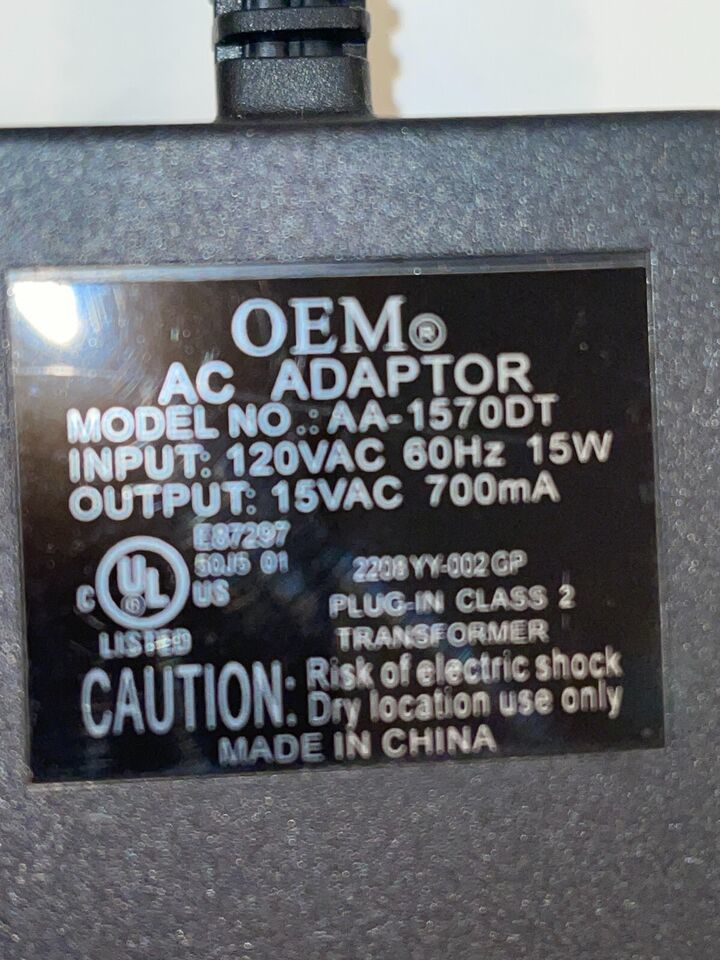 OEM®
AC ADAPTOR
MODEL NO.: AA-1570DT
INPUT: 120VAC 60Hz 15W
OUTPUT: 15VAC 700mA
E87297
50J5 01
C UL ® US
LISTED
2208 YY-002 GP
PLUG-IN CLASS 2
TRANSFORMER
CAUTION: Risk of electric shock
Dry location use only
MADE IN CHINA